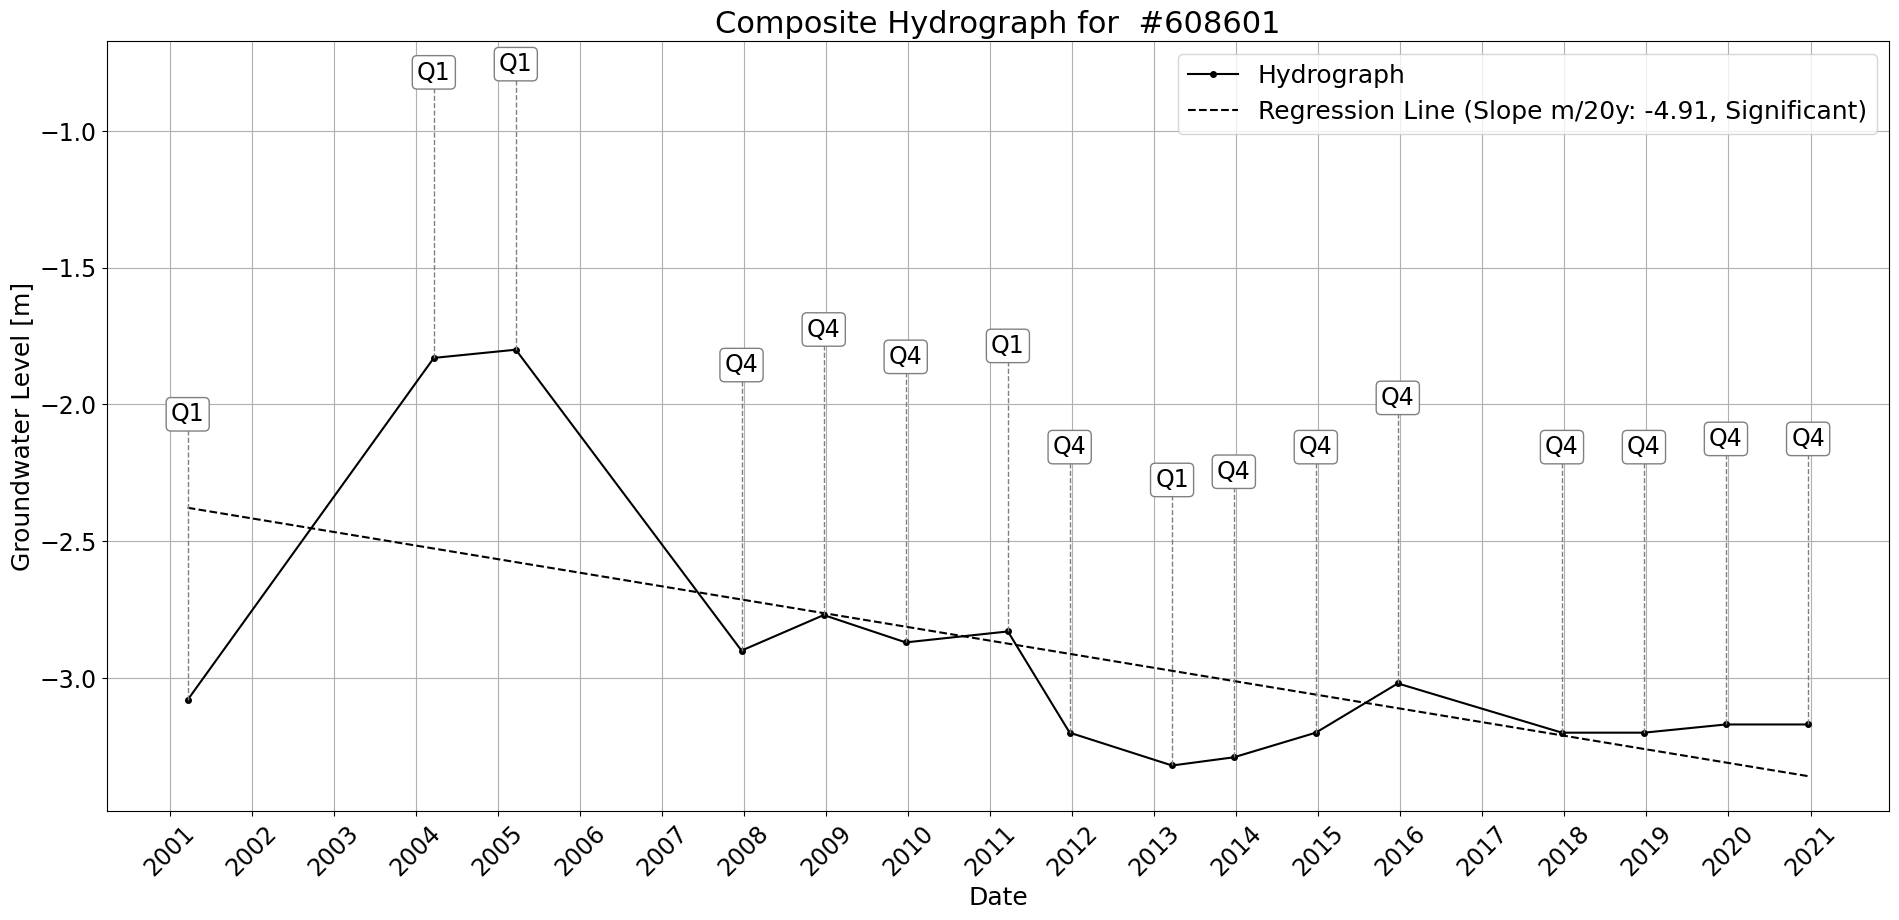 Composite Hydrograph for  #608601
Hydrograph
Regression Line (Slope m/20y: -4.91, Significant)
Groundwater Level [m]
−1.0
−1.5
−2.0
−2.5
−3.0
Q1
Q1
Q1
Q4
Q4
Q4
Q1
Q4
Q1
Q4
Q4
Q4
Q4
Q4
Q4
Q4
2001
2002
2003
2004
2005
2006
2007
2008
2009
2010
2011
2012
2013
2014
2015
2016
2017
2018
2019
2020
2021
Date